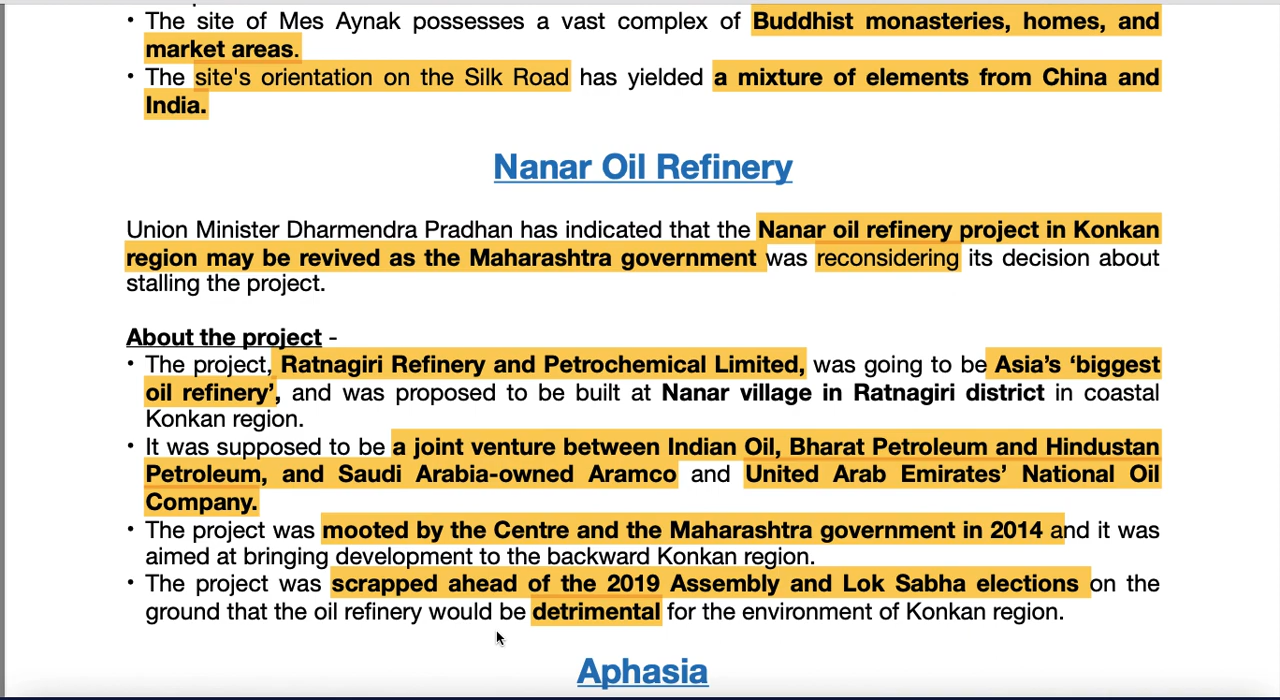 • The site of Mes Aynak possesses a vast complex of Buddhist monasteries, homes, and
market areas.
• The site's orientation on the Silk Road has yielded a mixture of elements from China and
India.
Nanar Oil Refinery
Union Minister Dharmendra Pradhan has indicated that the Nanar oil refinery project in Konkan
region may be revived as the Maharashtra government was reconsidering its decision about
stalling the project.
About the project -
• The project, Ratnagiri Refinery and Petrochemical Limited, was going to be Asia’s ‘biggest
oil refinery’, and was proposed to be built at Nanar village in Ratnagiri district in coastal
Konkan region.
• It was supposed to be a joint venture between Indian Oil, Bharat Petroleum and Hindustan
Petroleum, and Saudi Arabia-owned Aramco and United Arab Emirates’ National Oil
Company.
• The project was mooted by the Centre and the Maharashtra government in 2014 and it was
aimed at bringing development to the backward Konkan region.
• The project was scrapped ahead of the 2019 Assembly and Lok Sabha elections on the
ground that the oil refinery would be detrimental for the environment of Konkan region.
Aphasia